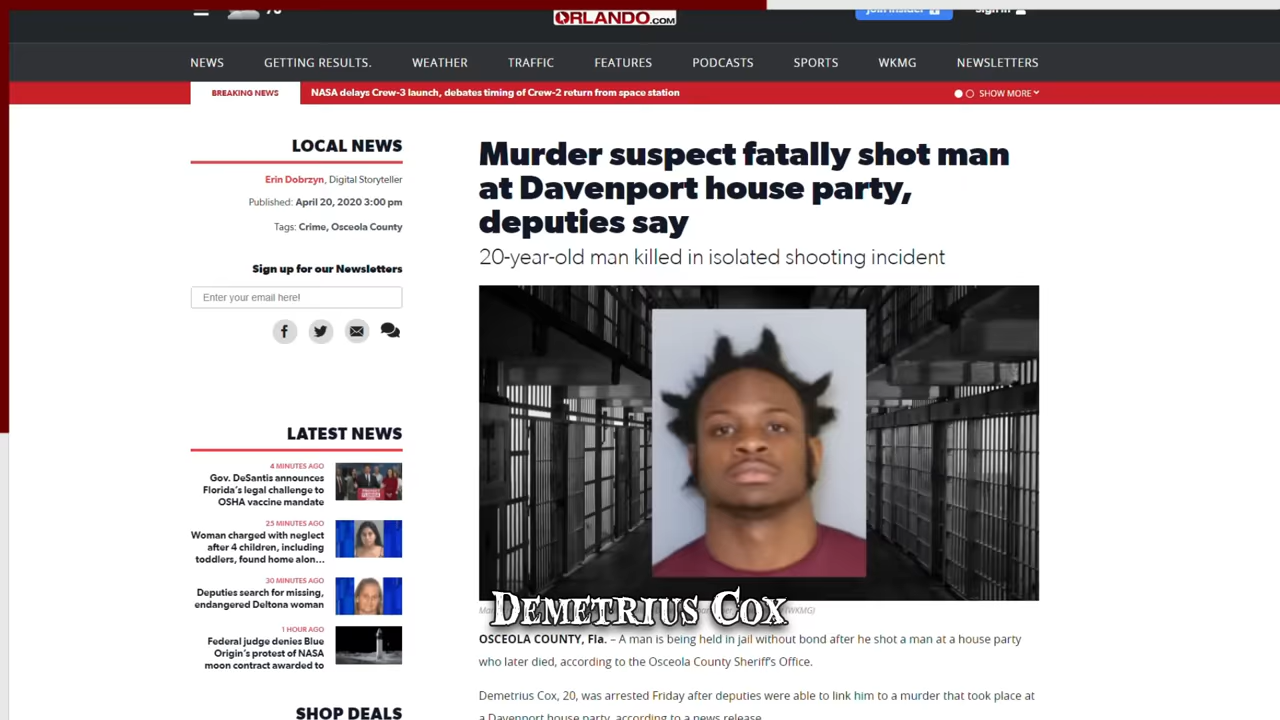 ORLANDO.COM
NEWS GETTING RESULTS. WEATHER TRAFFIC FEATURES PODCASTS SPORTS WKMG NEWSLETTERS
BREAKING NEWS NASA delays Crew-3 launch, debates timing of Crew-2 return from space station SHOW MORE
LOCAL NEWS
Erin Dobrzyn, Digital Storyteller
Published: April 20, 2020 3:00 pm
Tags: Crime, Osceola County
Sign up for our Newsletters
Enter your email here!
LATEST NEWS
4 MINUTES AGO
Gov. DeSantis announces
Florida's legal challenge to
OSHA vaccine mandate
25 MINUTES AGO
Woman charged with neglect
after 4 children, including
toddlers, found home alon...
30 MINUTES AGO
Deputies search for missing,
endangered Deltona woman
1 HOUR AGO
Federal judge denies Blue
Origin's protest of NASA
moon contract awarded to
SHOP DEALS
Murder suspect fatally shot man
at Davenport house party,
deputies say
20-year-old man killed in isolated shooting incident
Demetrius Cox
OSCEOLA COUNTY, Fla. – A man is being held in jail without bond after he shot a man at a house party
who later died, according to the Osceola County Sheriff's Office.
Demetrius Cox, 20, was arrested Friday after deputies were able to link him to a murder that took place at
a Davenport house party, according to a news release.